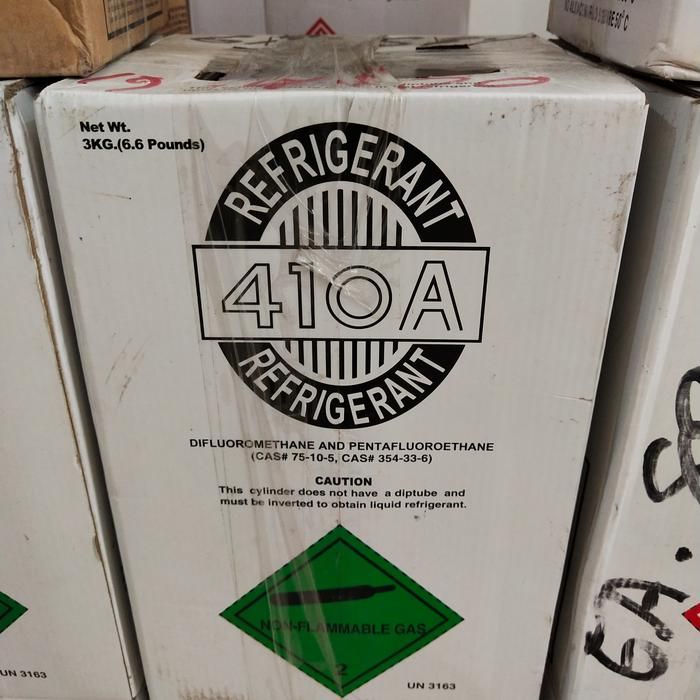 Net Wt.
3KG.(6.6 Pounds)
REFRIGERANT
410A
REFRIGERANT
DIFLUOROMETHANE AND PENTAFLUOROETHANE
(CAS# 75-10-5, CAS# 354-33-6)
CAUTION
This cylinder does not have a diptube and
must be inverted to obtain liquid refrigerant.
NON-FLAMMABLE GAS
2
UN 3163
UN 3163